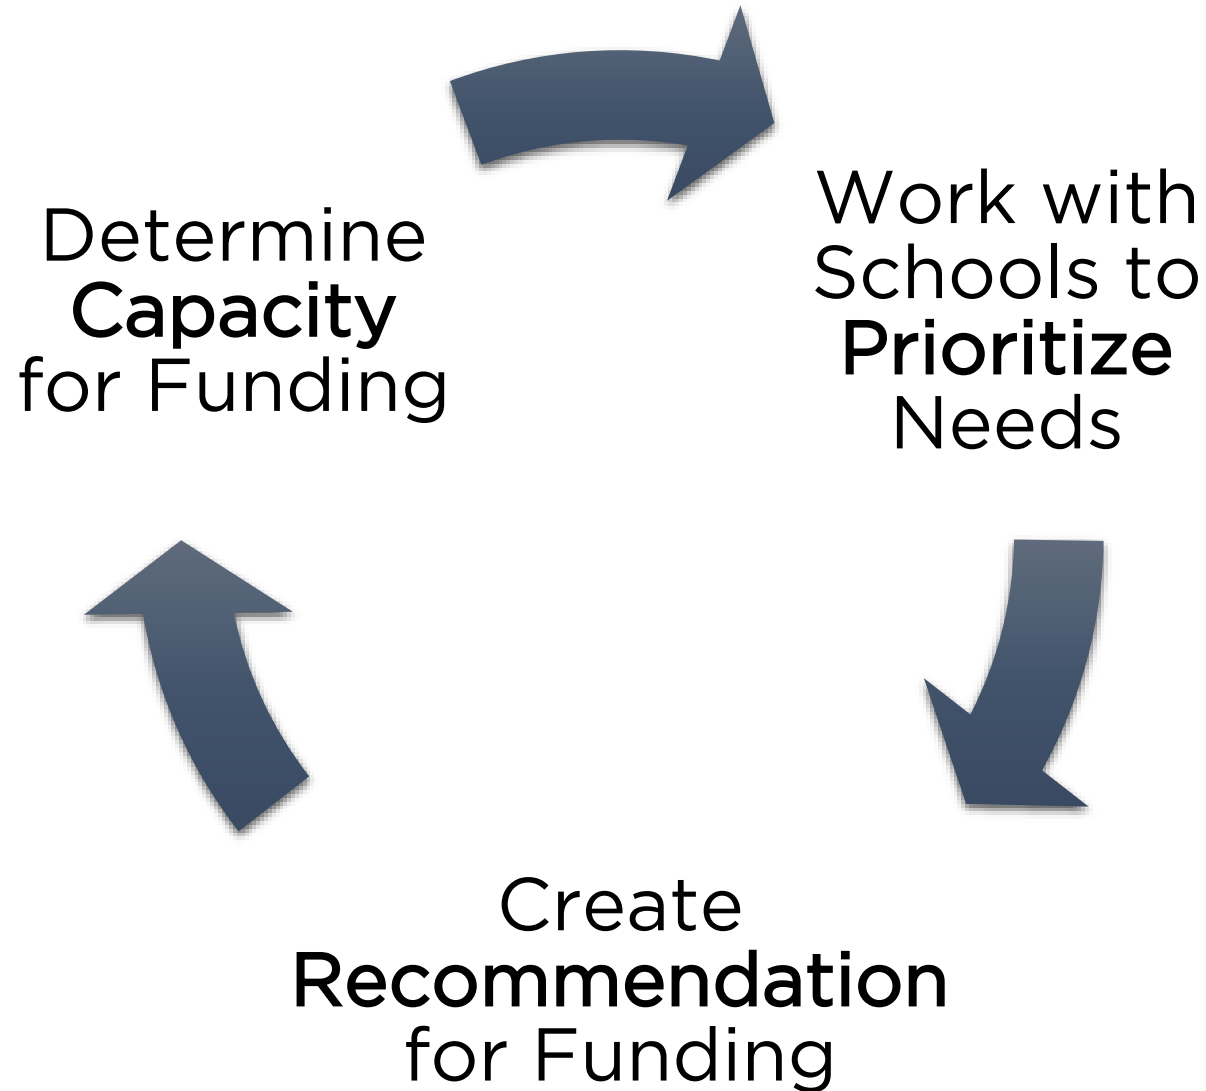 Determine
Capacity
for Funding
Work with
Schools to
Prioritize
Needs
Create
Recommendation
for Funding